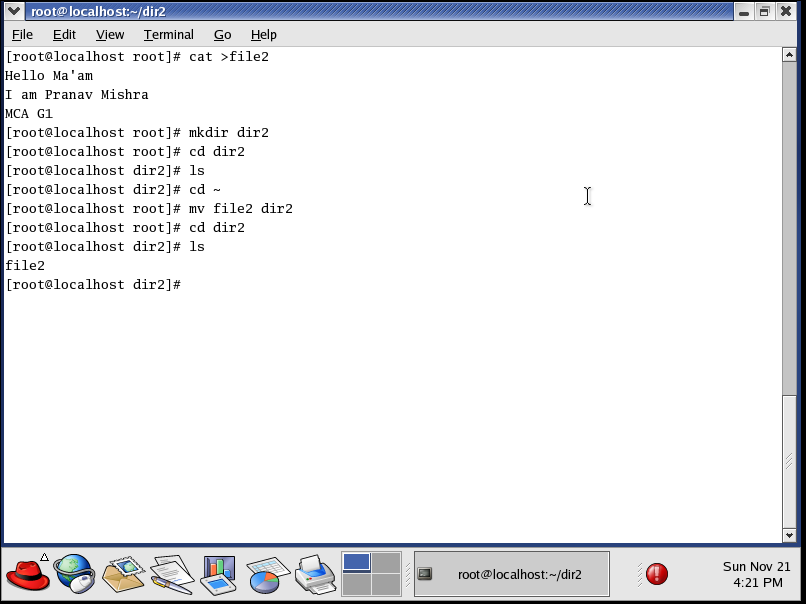 root@localhost:~/dir2
File Edit View Terminal Go Help
[root@localhost root]# cat >file2
Hello Ma'am
I am Pranav Mishra
MCA G1
[root@localhost root]# mkdir dir2
[root@localhost root]# cd dir2
[root@localhost dir2]# ls
[root@localhost dir2]# cd ~
[root@localhost root]# mv file2 dir2
[root@localhost root]# cd dir2
[root@localhost dir2]# ls
file2
[root@localhost dir2]#
root@localhost:~/dir2
Sun Nov 21
4:21 PM